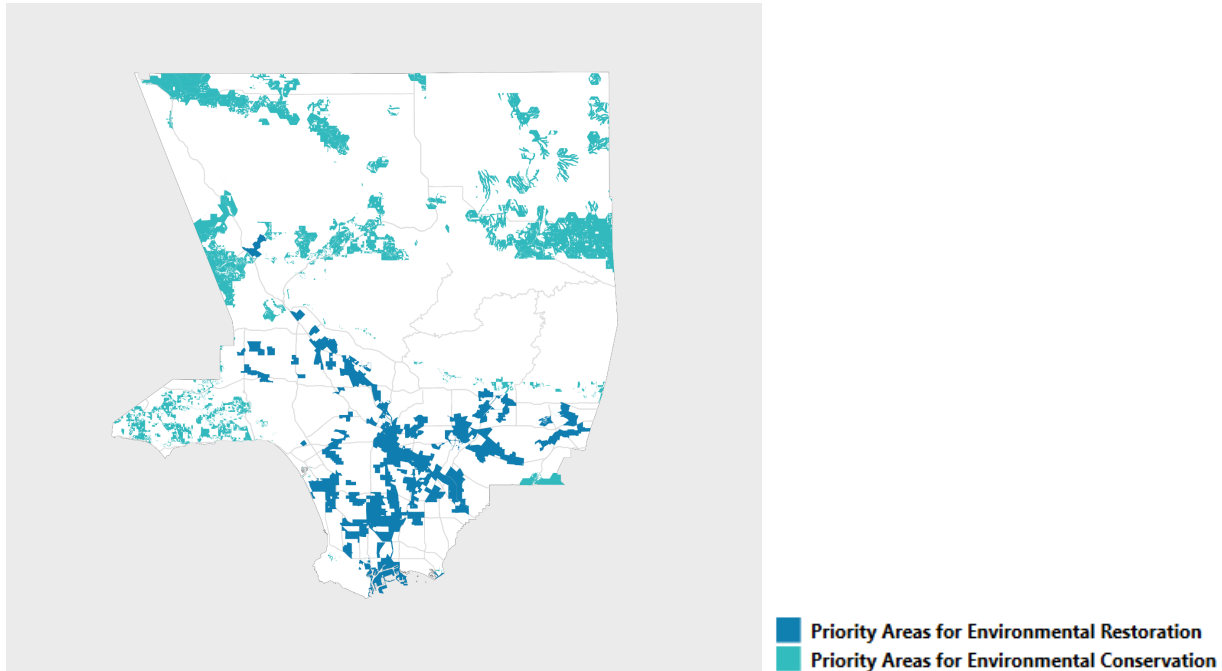 Priority Areas for Environmental Restoration
Priority Areas for Environmental Conservation